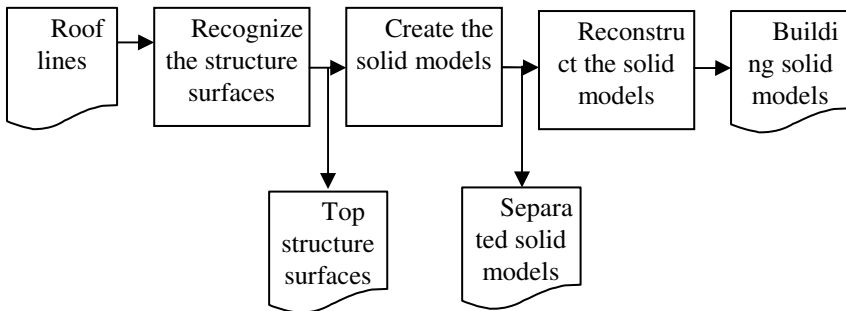 Roof
lines
Recognize
the structure
surfaces
Create the
solid models
Reconstru
ct the solid
models
Buildi
ng solid
models
Top
structure
surfaces
Separa
ted solid
models